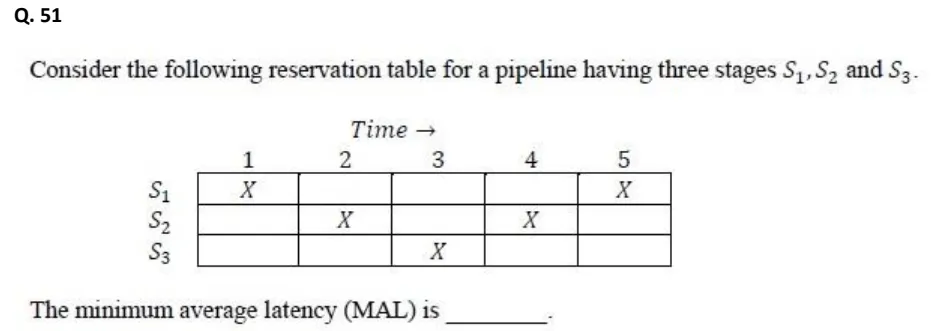 Q. 51
Consider the following reservation table for a pipeline having three stages S₁, S₂ and S₃.
Time →
1 2 3 4 5
S₁ X X
S₂ X X
S₃ X
The minimum average latency (MAL) is ________.